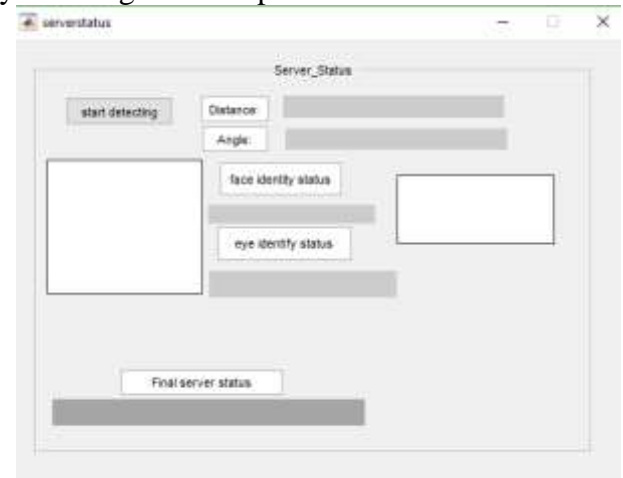 serverstatus
Server_Status
start detecting
Distance:
Angle:
face identity status
eye identify status
Final server status